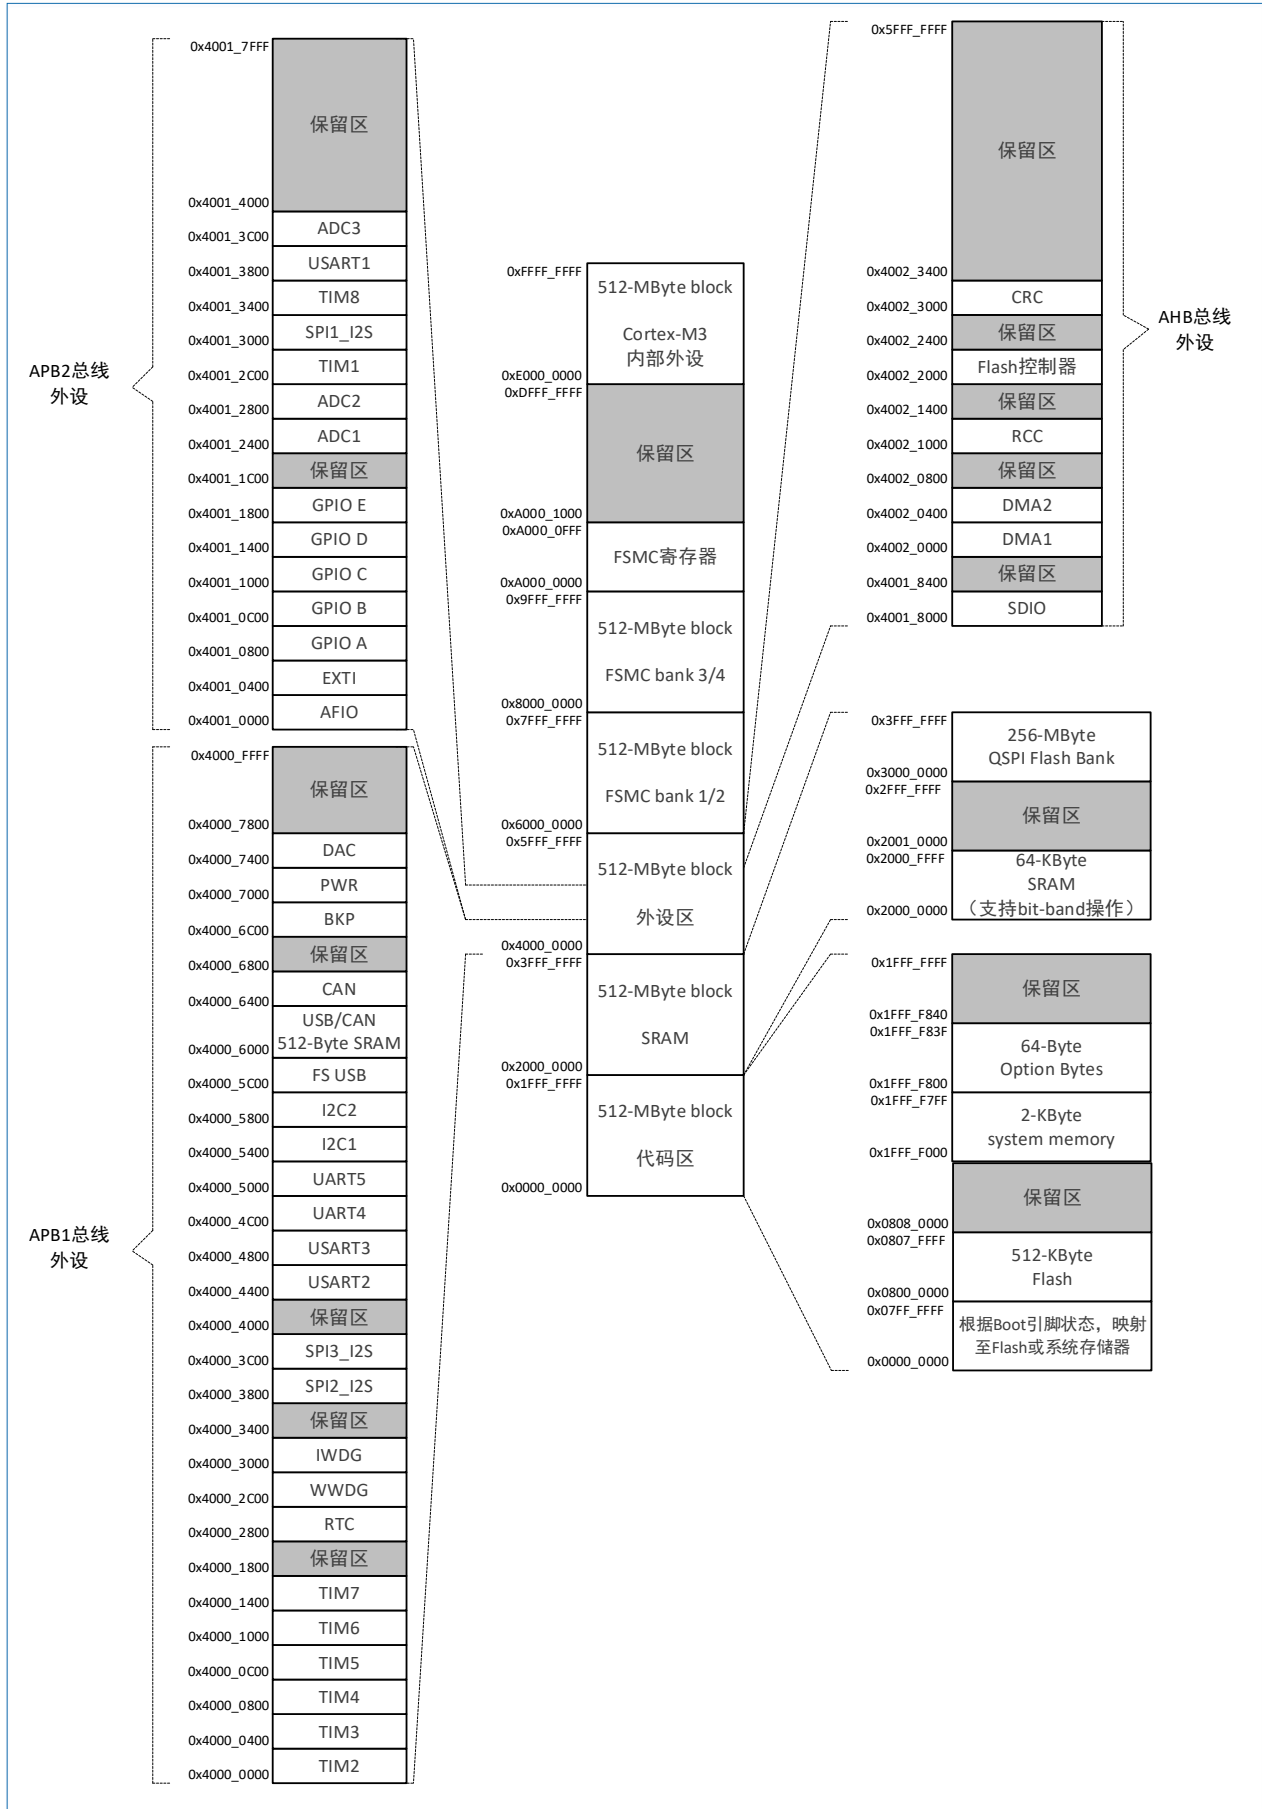 0x4001_7FFF
保留区
0x4001_4000
ADC3
0x4001_3C00
USART1
0x4001_3800
TIM8
0x4001_3400
SPI1_I2S
0x4001_3000
TIM1
0x4001_2C00
ADC2
0x4001_2800
ADC1
0x4001_2400
保留区
0x4001_1C00
GPIO E
0x4001_1800
GPIO D
0x4001_1400
GPIO C
0x4001_1000
GPIO B
0x4001_0C00
GPIO A
0x4001_0800
EXTI
0x4001_0400
AFIO
0x4001_0000
APB2总线
外设
0x4000_FFFF
保留区
0x4000_7800
DAC
0x4000_7400
PWR
0x4000_7000
BKP
0x4000_6C00
保留区
0x4000_6800
CAN
0x4000_6400
USB/CAN
512-Byte SRAM
0x4000_6000
FS USB
0x4000_5C00
I2C2
0x4000_5800
I2C1
0x4000_5400
UART5
0x4000_5000
UART4
0x4000_4C00
USART3
0x4000_4800
USART2
0x4000_4400
保留区
0x4000_4000
SPI3_I2S
0x4000_3C00
SPI2_I2S
0x4000_3800
保留区
0x4000_3400
IWDG
0x4000_3000
WWDG
0x4000_2C00
RTC
0x4000_2800
保留区
0x4000_1800
TIM7
0x4000_1400
TIM6
0x4000_1000
TIM5
0x4000_0C00
TIM4
0x4000_0800
TIM3
0x4000_0400
TIM2
0x4000_0000
APB1总线
外设
0xFFFF_FFFF
512-MByte block
Cortex-M3
内部外设
0xE000_0000
0xDFFF_FFFF
保留区
0xA000_1000
0xA000_0FFF
FSMC寄存器
0xA000_0000
0x9FFF_FFFF
512-MByte block
FSMC bank 3/4
0x8000_0000
0x7FFF_FFFF
512-MByte block
FSMC bank 1/2
0x6000_0000
0x5FFF_FFFF
512-MByte block
外设区
0x4000_0000
0x3FFF_FFFF
512-MByte block
SRAM
0x2000_0000
0x1FFF_FFFF
512-MByte block
代码区
0x0000_0000
0x5FFF_FFFF
保留区
0x4002_3400
CRC
0x4002_3000
保留区
0x4002_2400
Flash控制器
0x4002_2000
保留区
0x4002_1400
RCC
0x4002_1000
保留区
0x4002_0800
DMA2
0x4002_0400
DMA1
0x4002_0000
保留区
0x4001_8400
SDIO
0x4001_8000
AHB总线
外设
0x3FFF_FFFF
256-MByte
QSPI Flash Bank
0x3000_0000
0x2FFF_FFFF
保留区
0x2001_0000
0x2000_FFFF
64-KByte
SRAM
（支持bit-band操作）
0x2000_0000
0x1FFF_FFFF
保留区
0x1FFF_F840
0x1FFF_F83F
64-Byte
Option Bytes
0x1FFF_F800
0x1FFF_F7FF
2-KByte
system memory
0x1FFF_F000
保留区
0x0808_0000
0x0807_FFFF
512-KByte
Flash
0x0800_0000
0x07FF_FFFF
根据Boot引脚状态，映射
至Flash或系统存储器
0x0000_0000